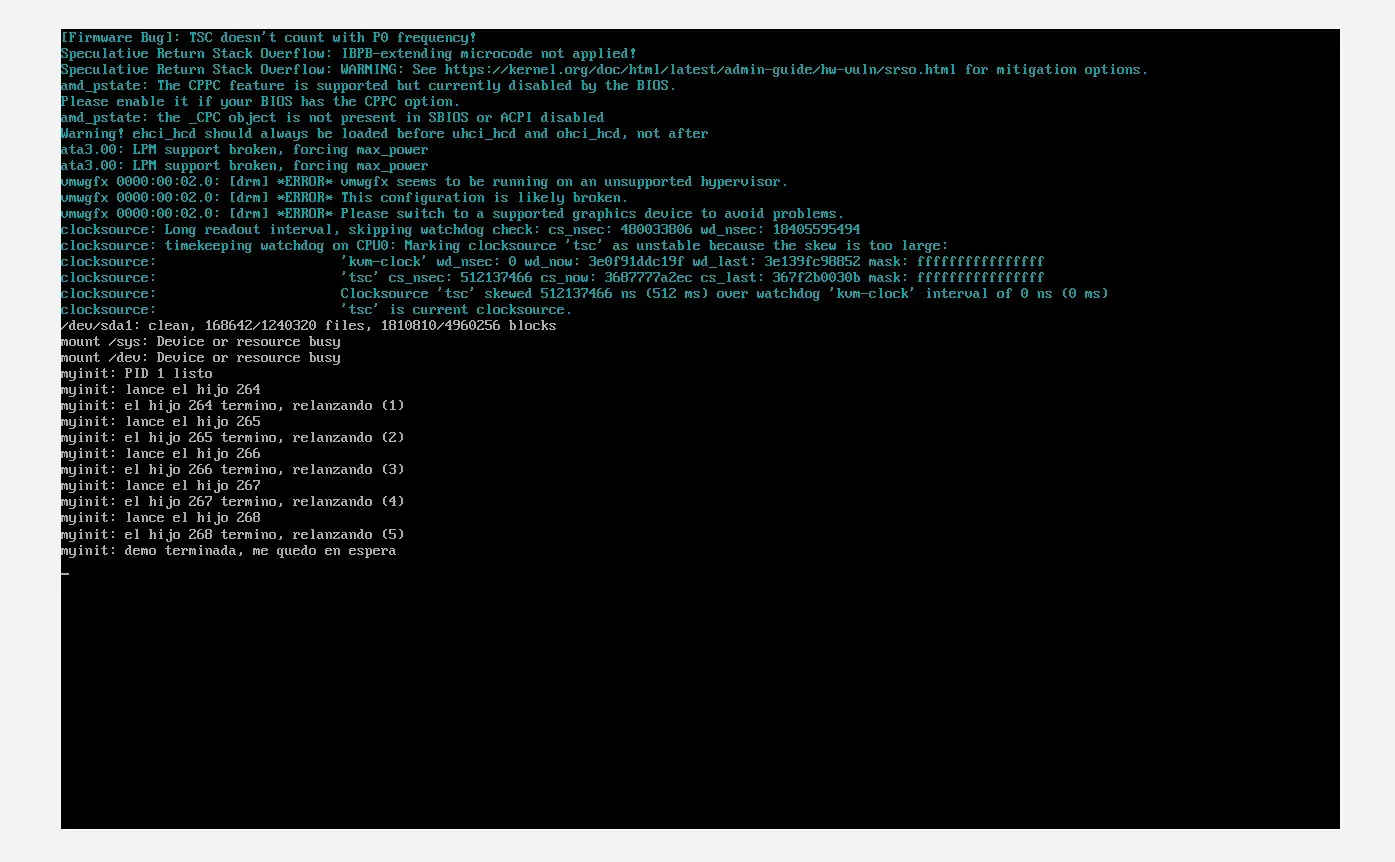 [Firmware Bug]: TSC doesn't count with P0 frequency!
Speculative Return Stack Overflow: IBPB-extending microcode not applied!
Speculative Return Stack Overflow: WARNING: See https://kernel.org/doc/html/latest/admin-guide/hw-vuln/srso.html for mitigation options.
amd_pstate: The CPPC feature is supported but currently disabled by the BIOS.
Please enable it if your BIOS has the CPPC option.
amd_pstate: the _CPC object is not present in SBIOS or ACPI disabled
Warning! ehci_hcd should always be loaded before uhci_hcd and ohci_hcd, not after
ata3.00: LPM support broken, forcing max_power
ata3.00: LPM support broken, forcing max_power
vmwgfx 0000:00:02.0: [drm] *ERROR* vmwgfx seems to be running on an unsupported hypervisor.
vmwgfx 0000:00:02.0: [drm] *ERROR* This configuration is likely broken.
vmwgfx 0000:00:02.0: [drm] *ERROR* Please switch to a supported graphics device to avoid problems.
clocksource: Long readout interval, skipping watchdog check: cs_nsec: 480033806 wd_nsec: 18405595494
clocksource: timekeeping watchdog on CPU0: Marking clocksource 'tsc' as unstable because the skew is too large:
clocksource:                       'kvm-clock' wd_nsec: 0 wd_now: 3e0f91ddc19f wd_last: 3e139fc98852 mask: ffffffffffffffff
clocksource:                       'tsc' cs_nsec: 512137466 cs_now: 3687777a2ec cs_last: 367f2b0030b mask: ffffffffffffffff
clocksource:                       Clocksource 'tsc' skewed 512137466 ns (512 ms) over watchdog 'kvm-clock' interval of 0 ns (0 ms)
clocksource:                       'tsc' is current clocksource.
/dev/sda1: clean, 168642/1240320 files, 1810810/4960256 blocks
mount /sys: Device or resource busy
mount /dev: Device or resource busy
myinit: PID 1 listo
myinit: lance el hijo 264
myinit: el hijo 264 termino, relanzando (1)
myinit: lance el hijo 265
myinit: el hijo 265 termino, relanzando (2)
myinit: lance el hijo 266
myinit: el hijo 266 termino, relanzando (3)
myinit: lance el hijo 267
myinit: el hijo 267 termino, relanzando (4)
myinit: lance el hijo 268
myinit: el hijo 268 termino, relanzando (5)
myinit: demo terminada, me quedo en espera